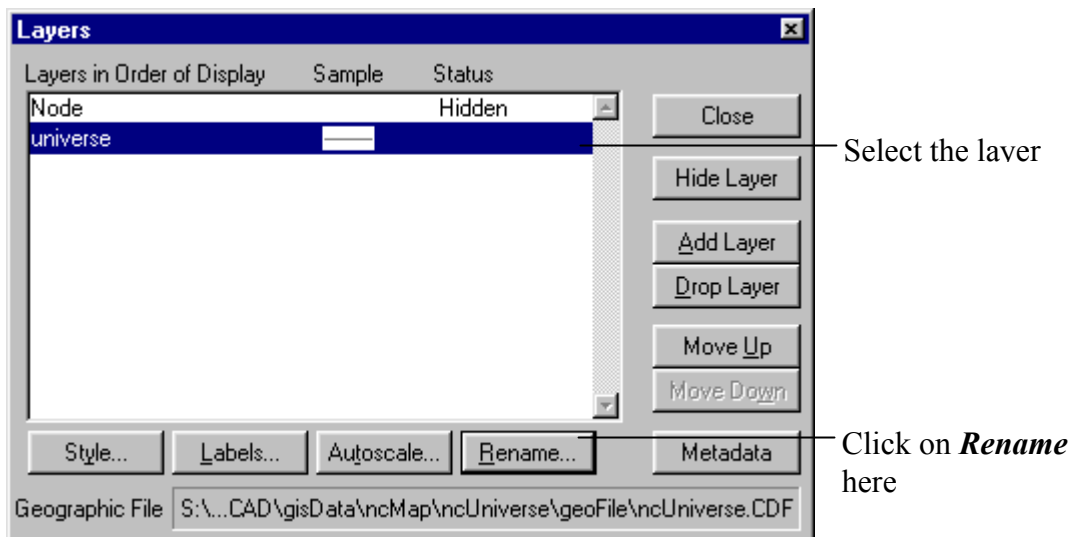 Layers
Layers in Order of Display Sample Status
Node Hidden
universe
Close
Select the laver
Hide Layer
Add Layer
Drop Layer
Move Up
Move Down
Style... Labels... Autoscale... Rename... Metadata
Click on Rename
here
Geographic File S:\...CAD\gisData\ncMap\ncUniverse\geoFile\ncUniverse.CDF